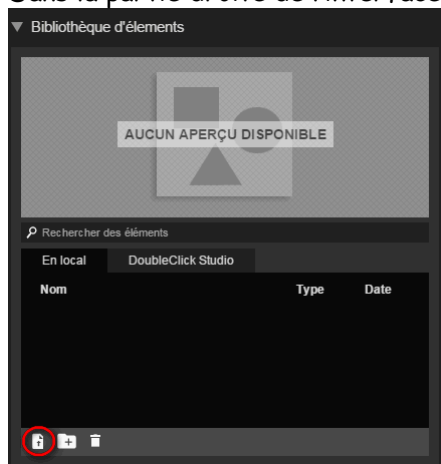 Bibliothèque d'élements
AUCUN APERÇU DISPONIBLE
Rechercher des éléments
En local DoubleClick Studio
Nom Type Date